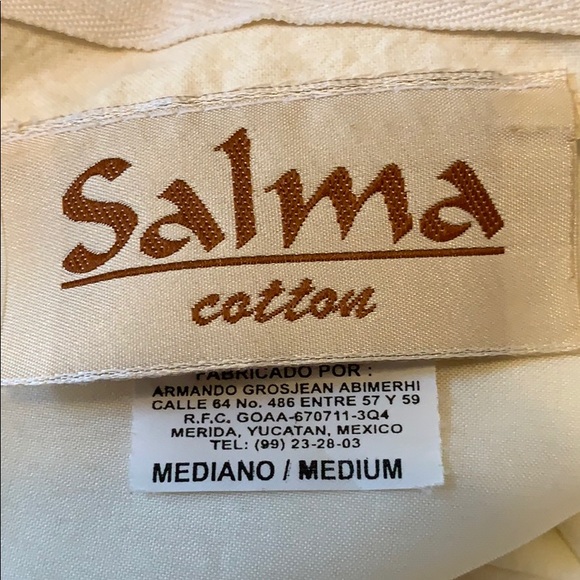 Salma
cotton
FABRICADO POR :
ARMANDO GROSJEAN ABIMERHI
CALLE 64 No. 486 ENTRE 57 Y 59
R.F.C. GOAA-670711-3Q4
MERIDA, YUCATAN, MEXICO
TEL: (99) 23-28-03
MEDIANO / MEDIUM